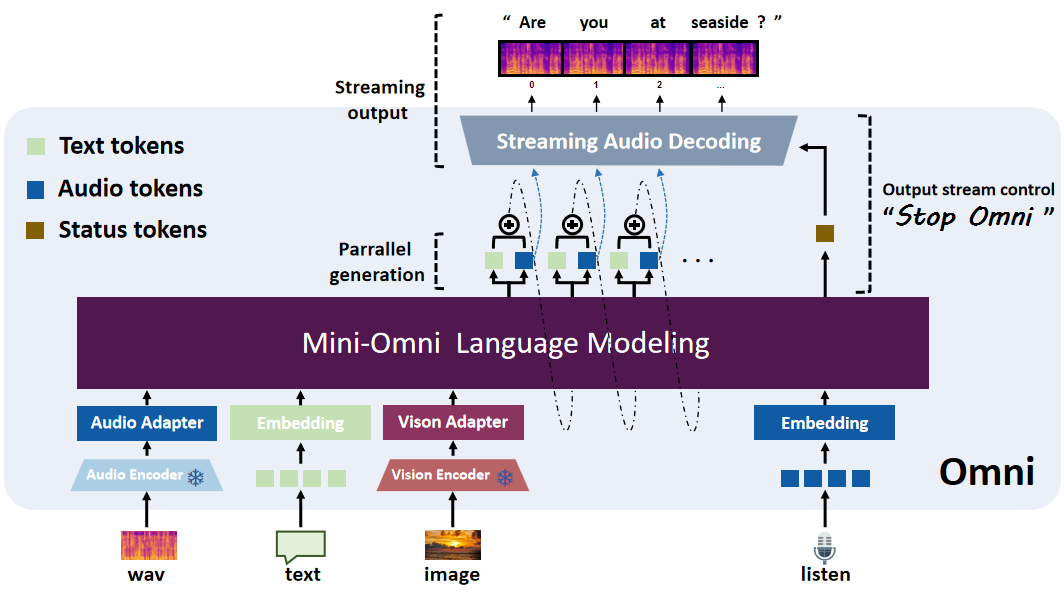 “ Are you at seaside ? ”
0 1 2 ...
Streaming
output
Streaming Audio Decoding
Text tokens
Audio tokens
Status tokens
Output stream control
“Stop Omni ”
Parrallel
generation
. . .
Mini-Omni Language Modeling
Audio Adapter
Embedding
Vison Adapter
Embedding
Audio Encoder
Vision Encoder
Omni
wav
text
image
listen